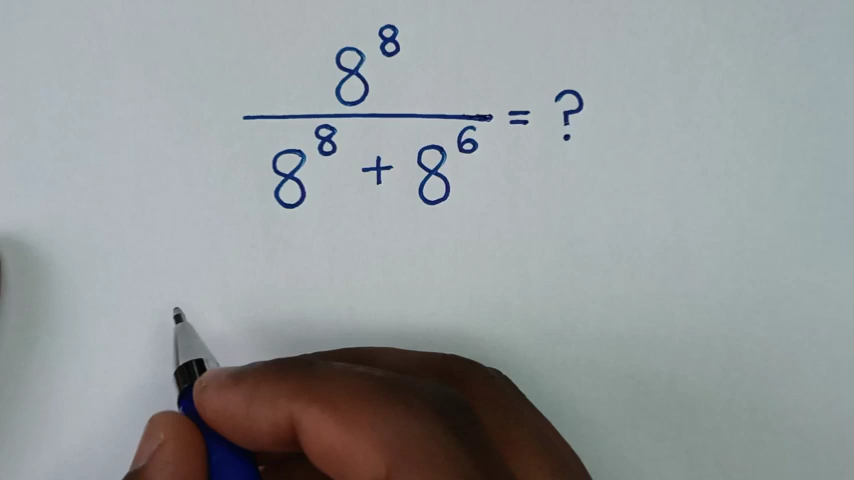 8^8
———— = ?
8^8 + 8^6